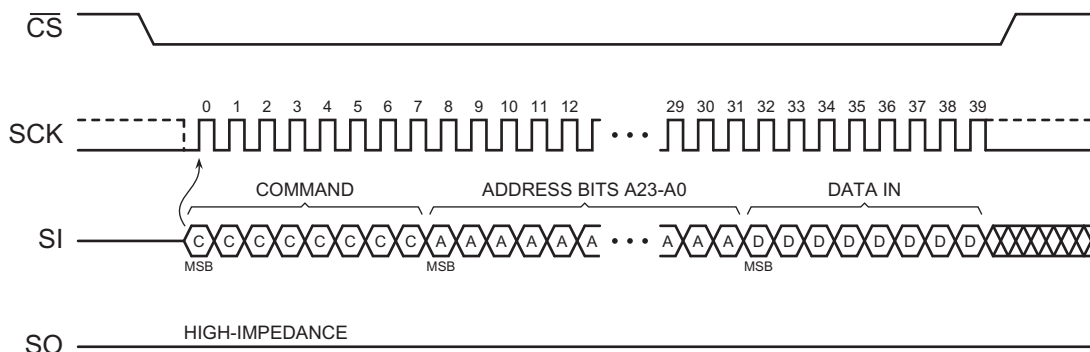 CS
0 1 2 3 4 5 6 7 8 9 10 11 12 29 30 31 32 33 34 35 36 37 38 39
SCK
COMMAND ADDRESS BITS A23-A0 DATA IN
SI C C C C C C C C A A A A A A A A A D D D D D D D D
MSB MSB MSB
HIGH-IMPEDANCE
SO